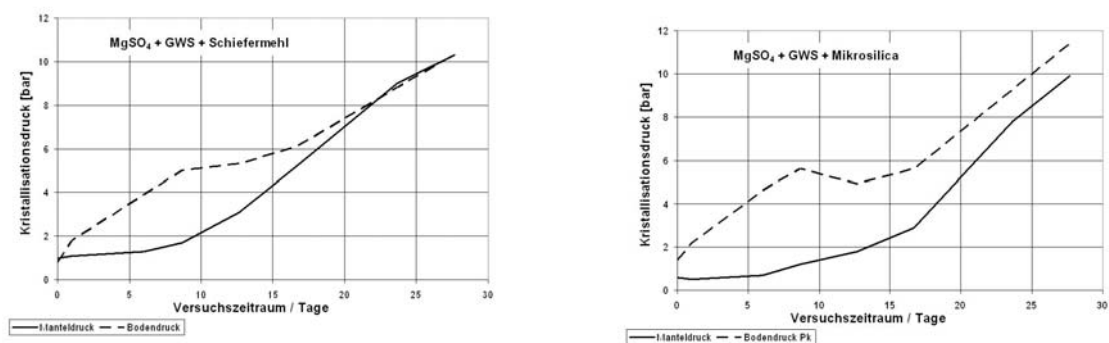 12
10
8
6
4
2
0
Kristallisationsdruck [bar]
MgSO₄ + GWS + Schiefermehl
0 5 10 15 20 25 30
Versuchszeitraum / Tage
Manteldruck Bodendruck
12
10
8
6
4
2
0
Kristallisationsdruck [bar]
MgSO₄ + GWS + Mikrosilica
0 5 10 15 20 25 30
Versuchszeitraum / Tage
Manteldruck Bodendruck Pk